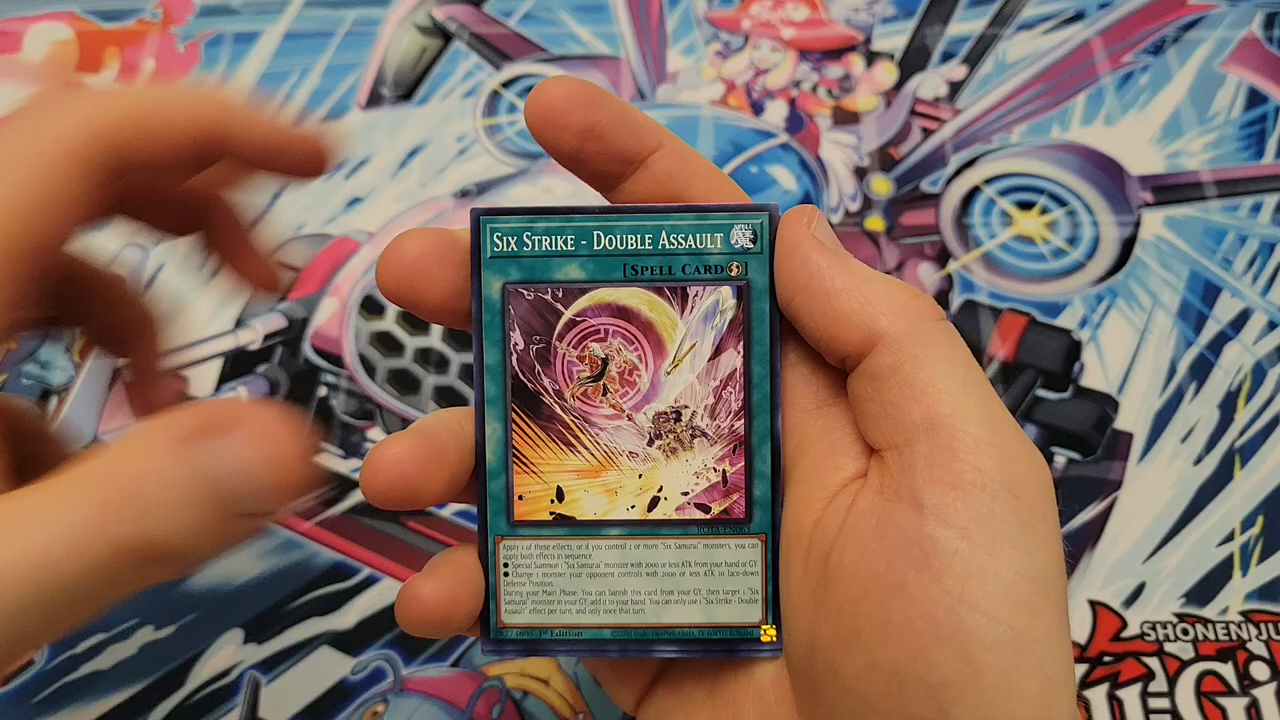 SIX STRIKE - DOUBLE ASSAULT
SPELL
[SPELL CARD]
ROTA-EN063
Apply 1 of these effects, or if you control 2 or more "Six Samurai" monsters, you can
apply both effects in sequence.
● Special Summon 1 "Six Samurai" monster with 2000 or less ATK from your hand or GY.
● Change 1 monster your opponent controls with 2000 or less ATK to face-down
Defense Position.
During your Main Phase: You can banish this card from your GY, then target 1 "Six
Samurai" monster in your GY; add it to your hand. You can only use 1 "Six Strike - Double
Assault" effect per turn, and only once that turn.
1st Edition
SHONEN JU
U-Gi